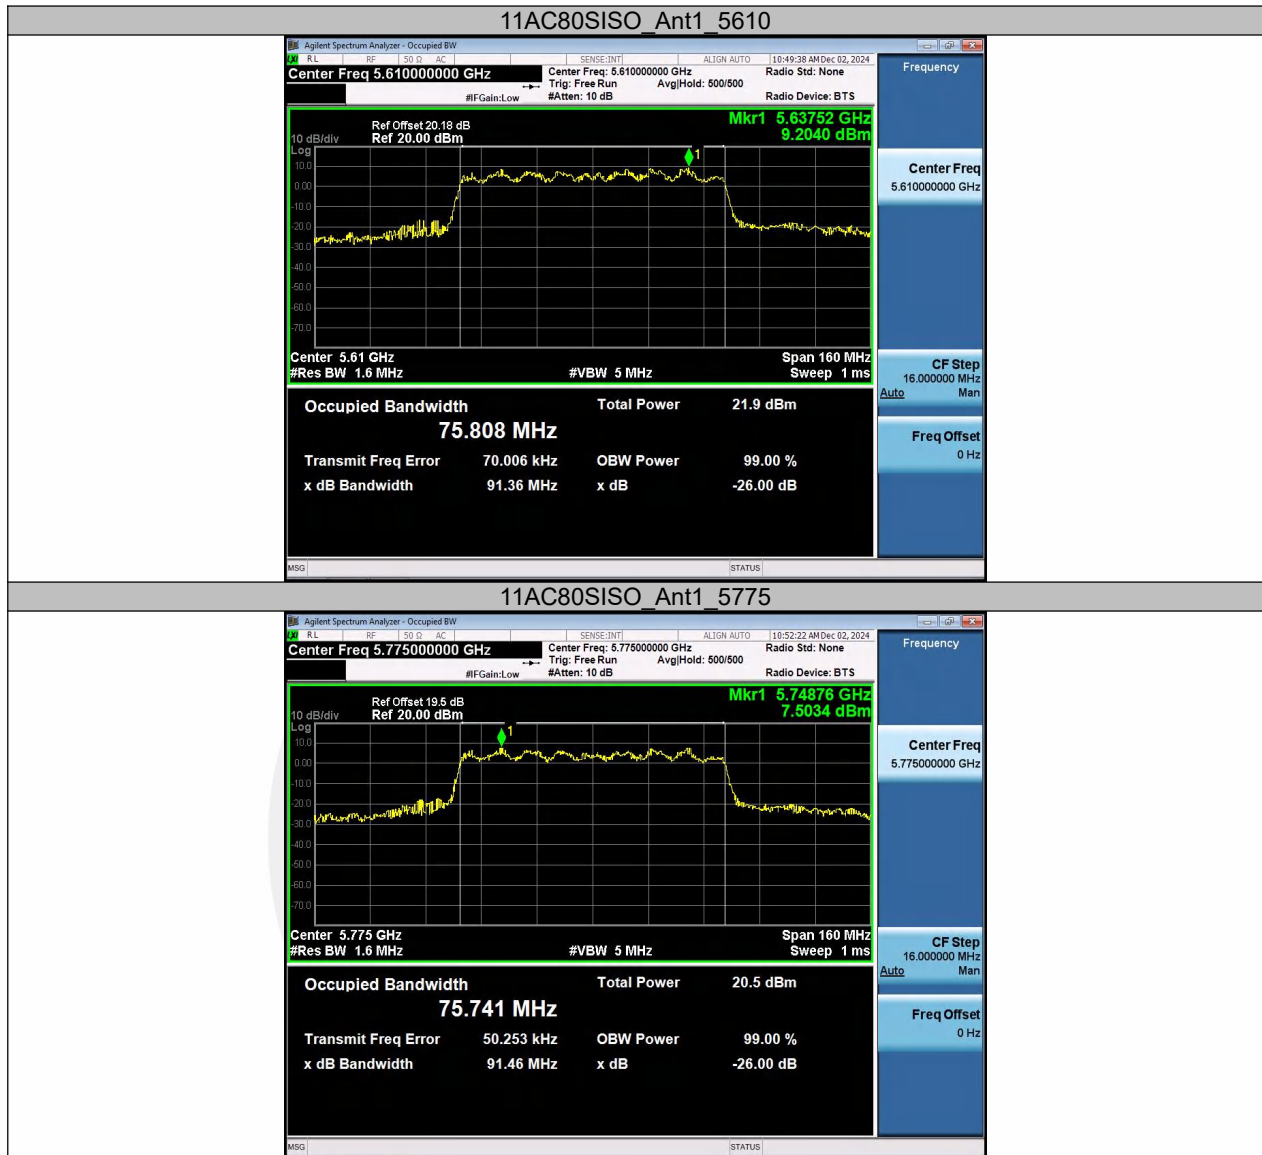 11AC80SISO_Ant1_5610
Agilent Spectrum Analyzer - Occupied BW
LXI RL RF 50 Ω AC SENSE:INT ALIGN AUTO 10:49:38 AM Dec 02, 2024
Center Freq 5.610000000 GHz Center Freq: 5.610000000 GHz Radio Std: None Frequency
Trig: Free Run Avg|Hold: 500/500
#IFGain:Low #Atten: 10 dB Radio Device: BTS
Mkr1 5.63752 GHz
Ref Offset 20.18 dB
10 dB/div Ref 20.00 dBm 9.2040 dBm
Log
1
10.0
0.00
-10.0
-20.0
-30.0
-40.0
-50.0
-60.0
-70.0
Center Freq
5.610000000 GHz
Center 5.61 GHz Span 160 MHz
#Res BW 1.6 MHz #VBW 5 MHz Sweep 1 ms
CF Step
16.000000 MHz
Auto Man
Occupied Bandwidth Total Power 21.9 dBm
75.808 MHz
Freq Offset
0 Hz
Transmit Freq Error 70.006 kHz OBW Power 99.00 %
x dB Bandwidth 91.36 MHz x dB -26.00 dB
MSG STATUS
11AC80SISO_Ant1_5775
Agilent Spectrum Analyzer - Occupied BW
LXI RL RF 50 Ω AC SENSE:INT ALIGN AUTO 10:52:22 AM Dec 02, 2024
Center Freq 5.775000000 GHz Center Freq: 5.775000000 GHz Radio Std: None Frequency
Trig: Free Run Avg|Hold: 500/500
#IFGain:Low #Atten: 10 dB Radio Device: BTS
Mkr1 5.74876 GHz
Ref Offset 19.5 dB
10 dB/div Ref 20.00 dBm 7.5034 dBm
Log
1
10.0
0.00
-10.0
-20.0
-30.0
-40.0
-50.0
-60.0
-70.0
Center Freq
5.775000000 GHz
Center 5.775 GHz Span 160 MHz
#Res BW 1.6 MHz #VBW 5 MHz Sweep 1 ms
CF Step
16.000000 MHz
Auto Man
Occupied Bandwidth Total Power 20.5 dBm
75.741 MHz
Freq Offset
0 Hz
Transmit Freq Error 50.253 kHz OBW Power 99.00 %
x dB Bandwidth 91.46 MHz x dB -26.00 dB
MSG STATUS